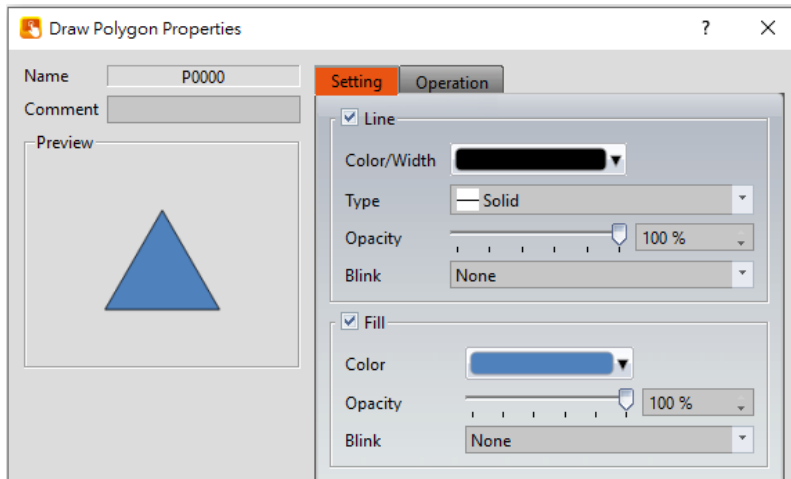 Draw Polygon Properties
?
Name P0000
Comment
Preview
Setting Operation
Line
Color/Width
Type Solid
Opacity 100 %
Blink None
Fill
Color
Opacity 100 %
Blink None